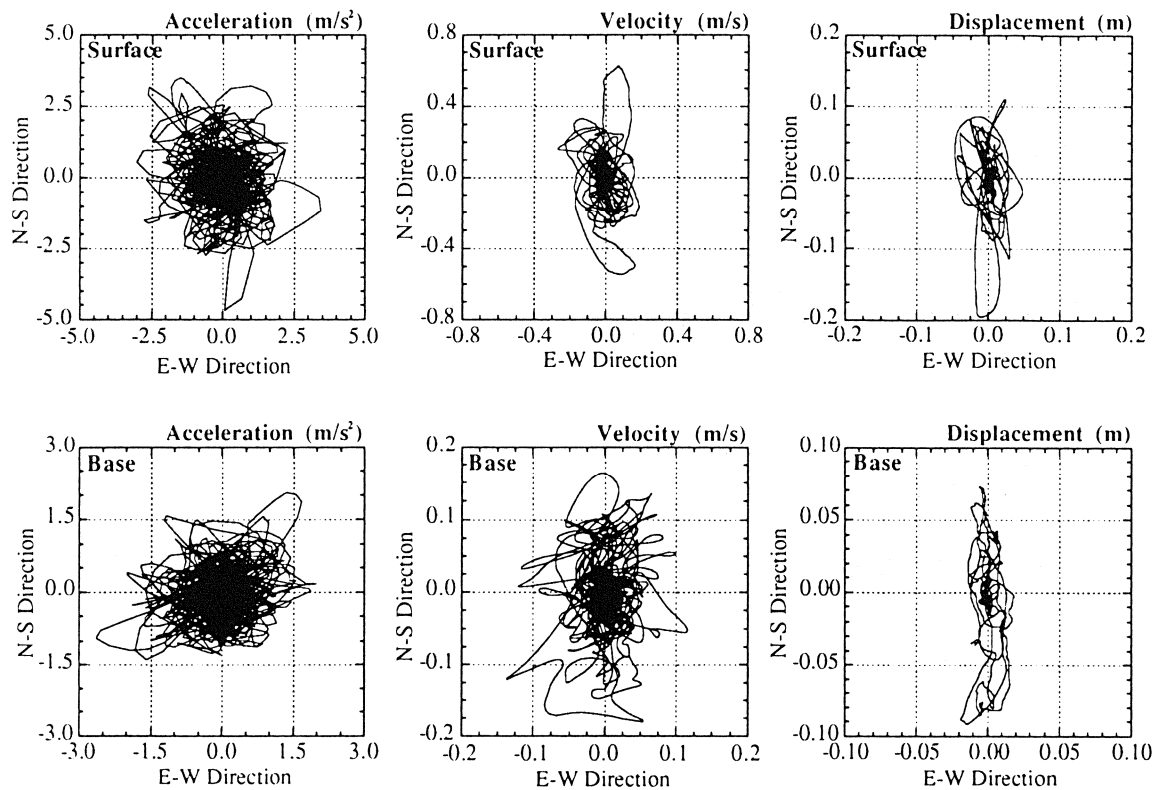 Acceleration (m/s²)
Surface
5.0
2.5
0.0
-2.5
-5.0
N-S Direction
-5.0 -2.5 0.0 2.5 5.0
E-W Direction
Velocity (m/s)
Surface
0.8
0.4
0.0
-0.4
-0.8
N-S Direction
-0.8 -0.4 0.0 0.4 0.8
E-W Direction
Displacement (m)
Surface
0.2
0.1
0.0
-0.1
-0.2
N-S Direction
-0.2 -0.1 0.0 0.1 0.2
E-W Direction
Acceleration (m/s²)
Base
3.0
1.5
0.0
-1.5
-3.0
N-S Direction
-3.0 -1.5 0.0 1.5 3.0
E-W Direction
Velocity (m/s)
Base
0.2
0.1
0.0
-0.1
-0.2
N-S Direction
-0.2 -0.1 0.0 0.1 0.2
E-W Direction
Displacement (m)
Base
0.10
0.05
0.00
-0.05
-0.10
N-S Direction
-0.10 -0.05 0.00 0.05 0.10
E-W Direction